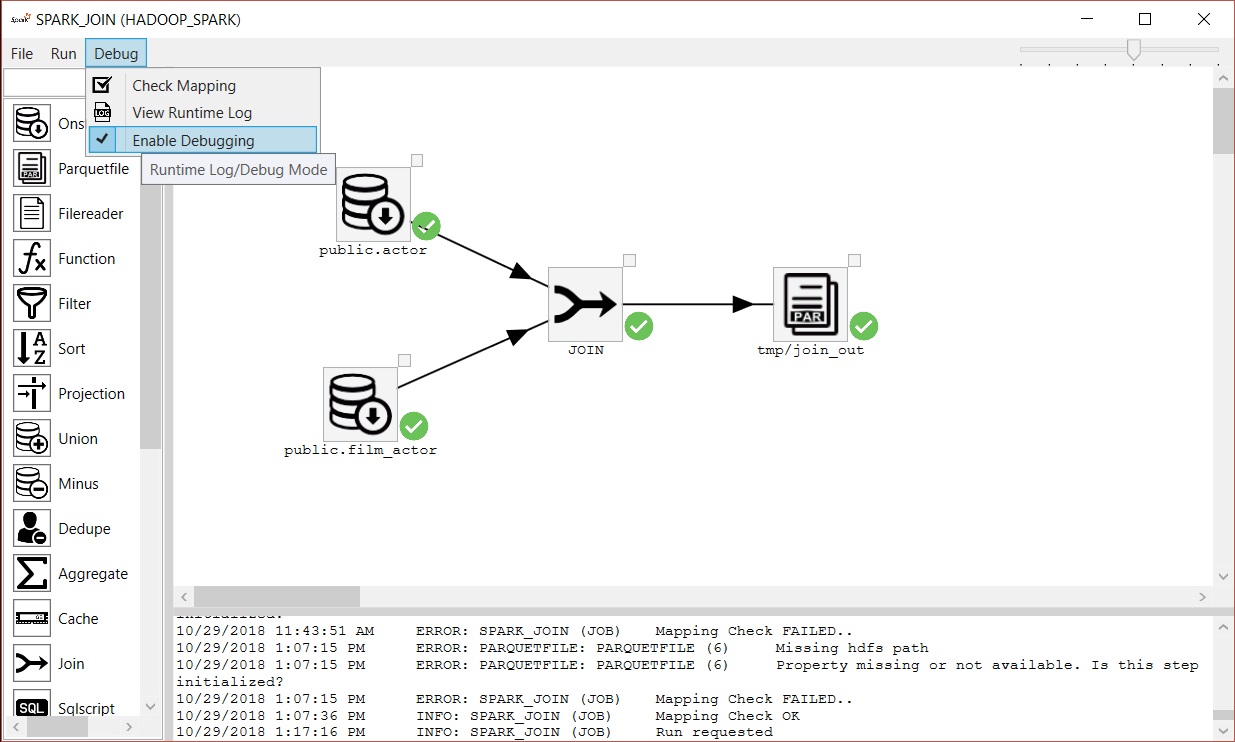 Spark SPARK_JOIN (HADOOP_SPARK)
File Run Debug
Check Mapping
LOG View Runtime Log
Enable Debugging
Runtime Log/Debug Mode
PAR Parquetfile
Filereader
Function
Filter
A Z Sort
Projection
Union
Minus
Dedupe
Aggregate
Cache
Join
SQL Sqlscript
public.actor
JOIN
PAR
tmp/join_out
public.film_actor
initialized?
10/29/2018 11:43:51 AM ERROR: SPARK_JOIN (JOB) Mapping Check FAILED..
10/29/2018 1:07:15 PM ERROR: PARQUETFILE: PARQUETFILE (6) Missing hdfs path
10/29/2018 1:07:15 PM ERROR: PARQUETFILE: PARQUETFILE (6) Property missing or not available. Is this step
initialized?
10/29/2018 1:07:15 PM ERROR: SPARK_JOIN (JOB) Mapping Check FAILED..
10/29/2018 1:07:36 PM INFO: SPARK_JOIN (JOB) Mapping Check OK
10/29/2018 1:17:16 PM INFO: SPARK_JOIN (JOB) Run requested